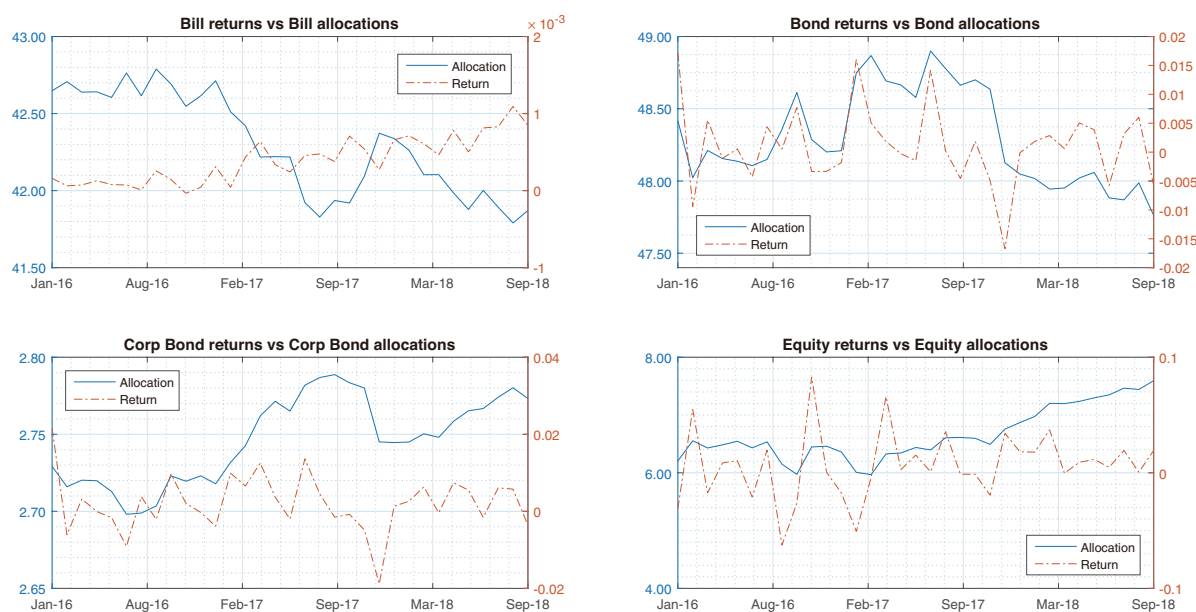 Bill returns vs Bill allocations
× 10⁻³
43.00
42.50
42.00
41.50
2
1
0
-1
Allocation
Return
Jan-16 Aug-16 Feb-17 Sep-17 Mar-18 Sep-18
Bond returns vs Bond allocations
49.00
48.50
48.00
47.50
0.02
0.015
0.01
0.005
0
-0.005
-0.01
-0.015
-0.02
Allocation
Return
Jan-16 Aug-16 Feb-17 Sep-17 Mar-18 Sep-18
Corp Bond returns vs Corp Bond allocations
2.80
2.75
2.70
2.65
0.04
0.02
0
-0.02
Allocation
Return
Jan-16 Aug-16 Feb-17 Sep-17 Mar-18 Sep-18
Equity returns vs Equity allocations
8.00
6.00
4.00
0.1
0
-0.1
Allocation
Return
Jan-16 Aug-16 Feb-17 Sep-17 Mar-18 Sep-18